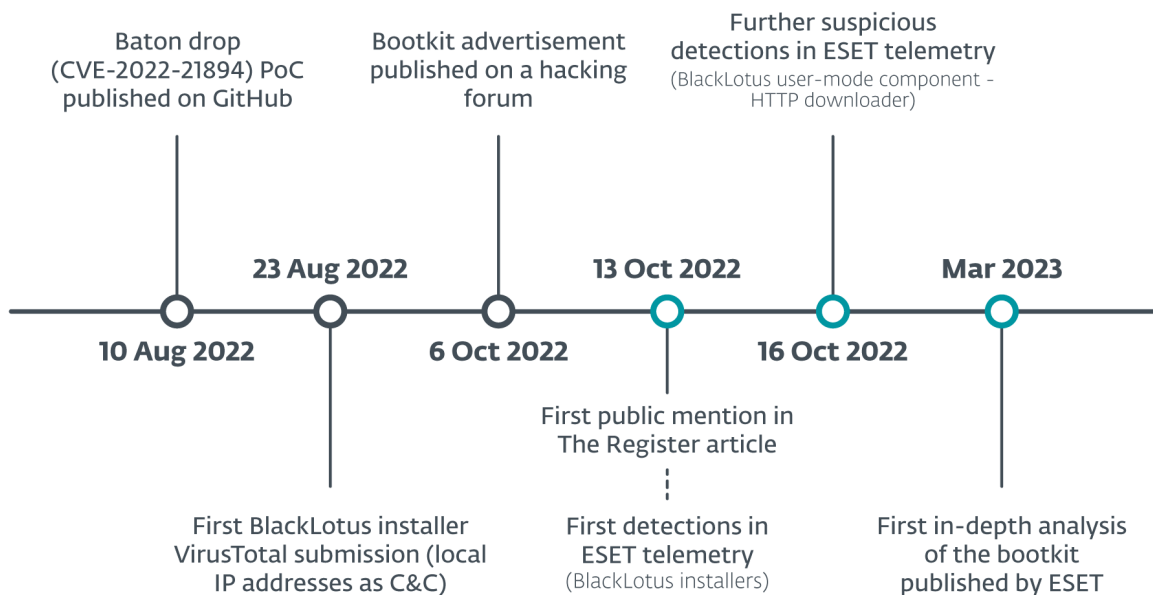 Baton drop
(CVE-2022-21894) PoC
published on GitHub
Bootkit advertisement
published on a hacking
forum
Further suspicious
detections in ESET telemetry
(BlackLotus user-mode component -
HTTP downloader)
23 Aug 2022
13 Oct 2022
Mar 2023
10 Aug 2022
6 Oct 2022
16 Oct 2022
First public mention in
The Register article
First BlackLotus installer
VirusTotal submission (local
IP addresses as C&C)
First detections in
ESET telemetry
(BlackLotus installers)
First in-depth analysis
of the bootkit
published by ESET